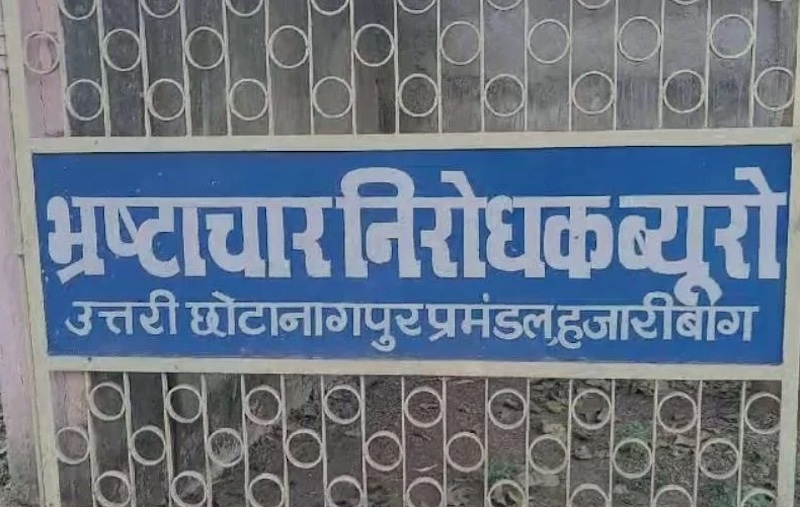 भ्रष्टाचार निरोधक ब्यूरो
उत्तरी छोटानागपुर प्रमंडल,हजारीबाग